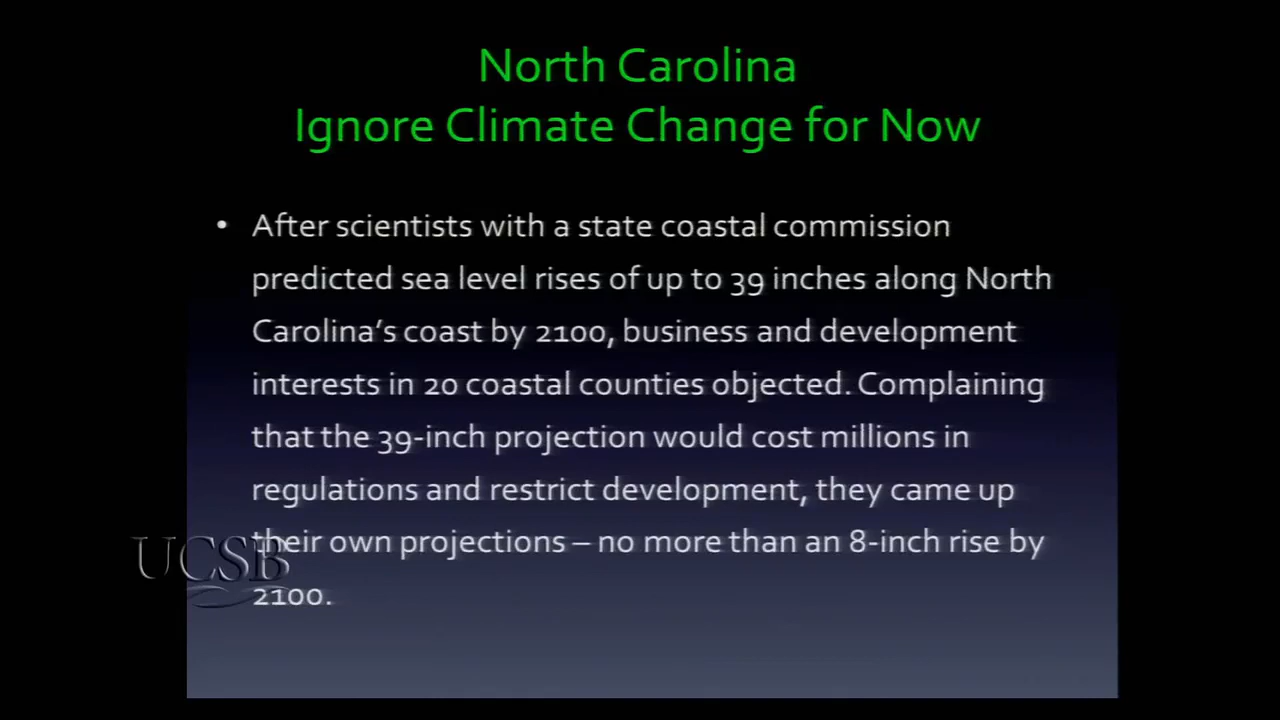 North Carolina
Ignore Climate Change for Now
• After scientists with a state coastal commission
predicted sea level rises of up to 39 inches along North
Carolina's coast by 2100, business and development
interests in 20 coastal counties objected. Complaining
that the 39-inch projection would cost millions in
regulations and restrict development, they came up
their own projections – no more than an 8-inch rise by
2100.
UCSB